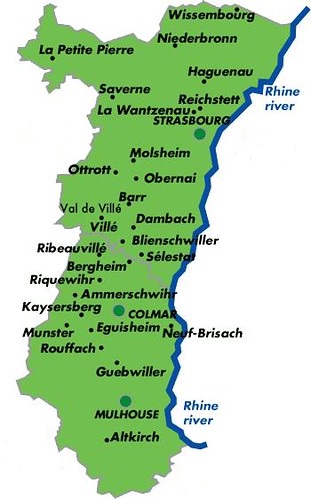 Wissembourg
Niederbronn
La Petite Pierre
Haguenau
Saverne
Rhine
river
Reichstett
La Wantzenau
STRASBOURG
Molsheim
Ottrott
Obernai
Barr
Val de Villé
Dambach
Villé
Blienschwiller
Ribeauvillé
Sélestat
Bergheim
Riquewihr
Ammerschwihr
Kaysersberg
COLMAR
Eguisheim
Munster
Neuf-Brisach
Rouffach
Guebwiller
Rhine
river
MULHOUSE
Altkirch